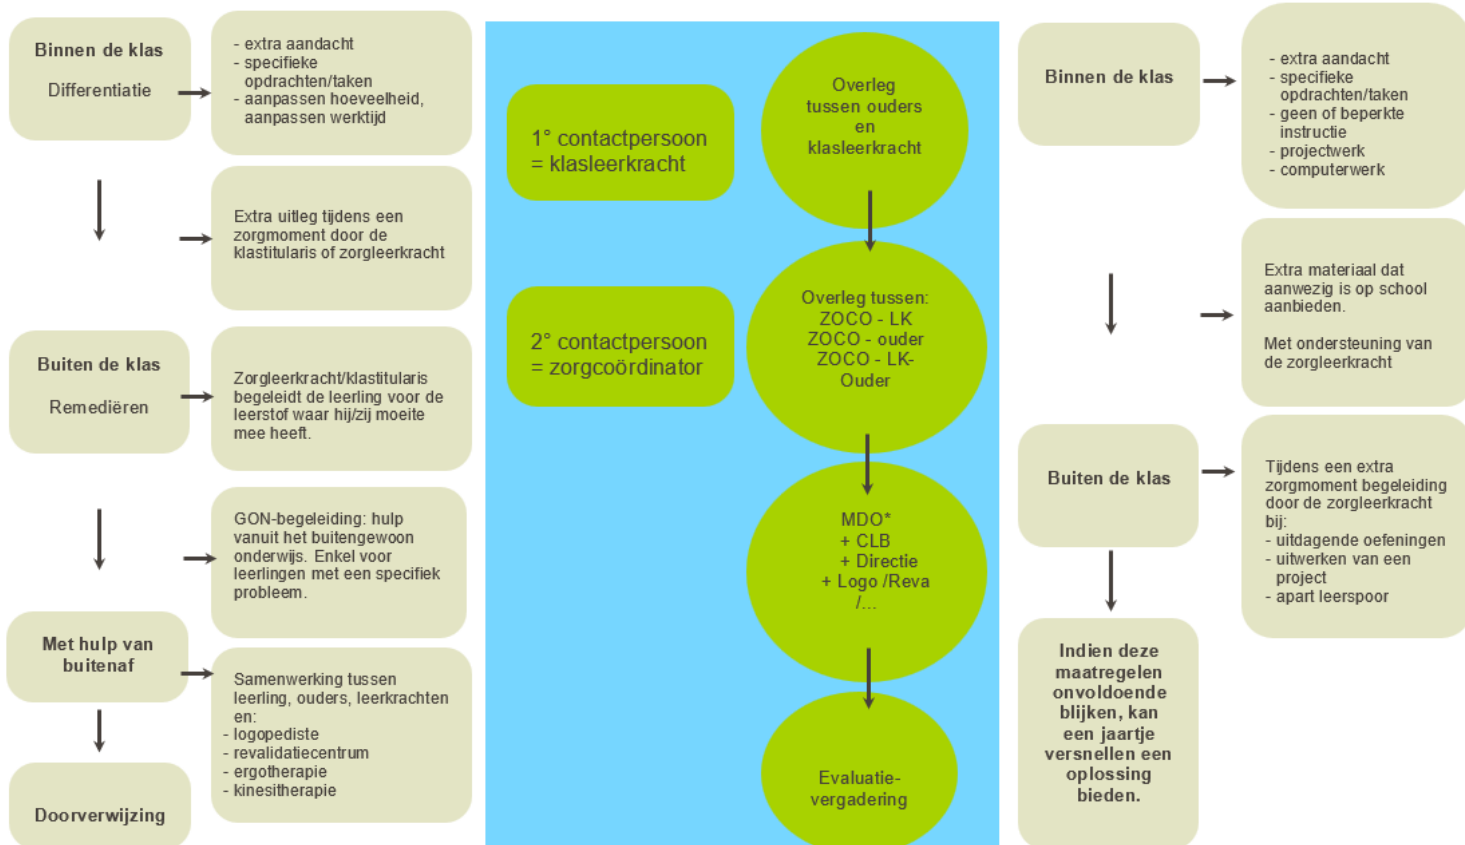 Binnen de klas
Differentiatie
- extra aandacht
- specifieke
opdrachten/taken
- aanpassen hoeveelheid,
aanpassen werktijd
Extra uitleg tijdens een
zorgmoment door de
klastitularis of zorgleerkracht
Buiten de klas
Remediëren
Zorgleerkracht/klastitularis
begeleidt de leerling voor de
leerstof waar hij/zij moeite
mee heeft.
GON-begeleiding: hulp
vanuit het buitengewoon
onderwijs. Enkel voor
leerlingen met een specifiek
probleem.
Met hulp van
buitenaf
Samenwerking tussen
leerling, ouders, leerkrachten
en:
- logopediste
- revalidatiecentrum
- ergotherapie
- kinesitherapie
Doorverwijzing
1° contactpersoon
= klasleerkracht
Overleg
tussen ouders
en
klasleerkracht
2° contactpersoon
= zorgcoördinator
Overleg tussen:
ZOCO - LK
ZOCO - ouder
ZOCO - LK-
Ouder
MDO*
+ CLB
+ Directie
+ Logo /Reva
/...
Evaluatie-
vergadering
Binnen de klas
- extra aandacht
- specifieke
opdrachten/taken
- geen of beperkte
instructie
- projectwerk
- computerwerk
Extra materiaal dat
aanwezig is op school
aanbieden.
Met ondersteuning van
de zorgleerkracht
Buiten de klas
Tijdens een extra
zorgmoment begeleiding
door de zorgleerkracht
bij:
- uitdagende oefeningen
- uitwerken van een
project
- apart leerspoor
Indien deze
maatregelen
onvoldoende
blijken, kan
een jaartje
versnellen een
oplossing
bieden.